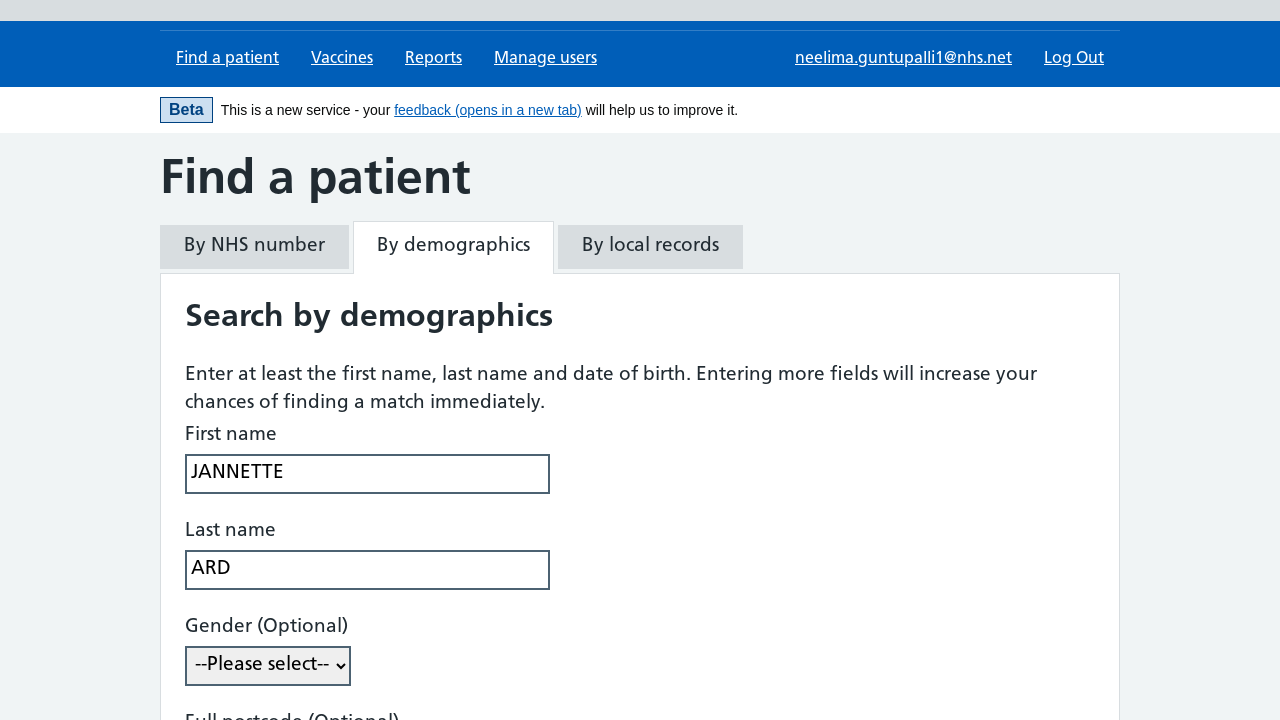 Find a patient Vaccines Reports Manage users neelima.guntupalli1@nhs.net Log Out
Beta This is a new service - your feedback (opens in a new tab) will help us to improve it.
Find a patient
By NHS number By demographics By local records
Search by demographics
Enter at least the first name, last name and date of birth. Entering more fields will increase your
chances of finding a match immediately.
First name
JANNETTE
Last name
ARD
Gender (Optional)
--Please select--
Full postcode (Optional)